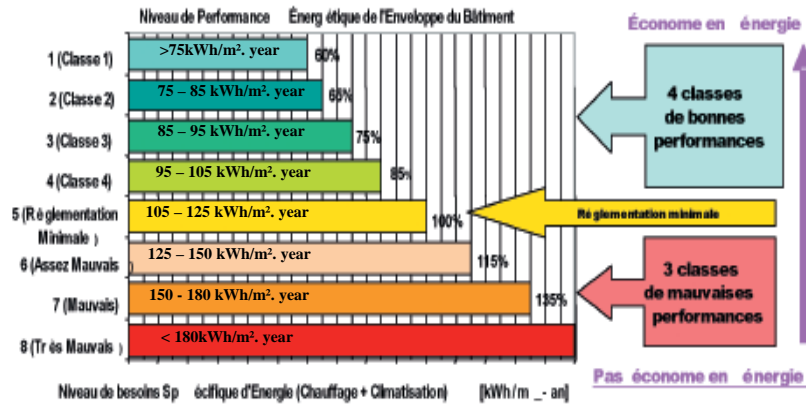 Niveau de Performance Énerg étique de l'Enveloppe du Bâtiment
Économe en énergie
1 (Classe 1) >75kWh/m². year 60%
2 (Classe 2) 75 – 85 kWh/m². year 65%
3 (Classe 3) 85 – 95 kWh/m². year 75%
4 (Classe 4) 95 – 105 kWh/m². year 85%
5 (Ré glementation
Minimale ) 105 – 125 kWh/m². year 100%
6 (Assez Mauvais ) 125 – 150 kWh/m². year 115%
7 (Mauvais) 150 - 180 kWh/m². year 135%
8 (Tr ès Mauvais ) < 180kWh/m². year
4 classes
de bonnes
performances
Réglementation minimale
3 classes
de mauvaises
performances
Pas économe en énergie
Niveau de besoins Sp écifique d'Energie (Chauffage + Climatisation) [kWh/m _- an]